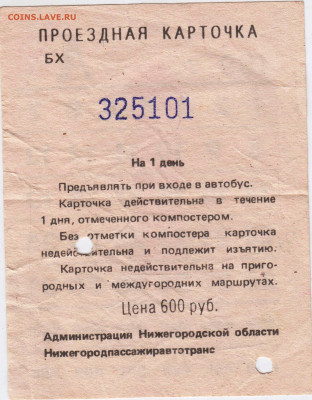 COINS.LAVE.RU
ПРОЕЗДНАЯ КАРТОЧКА
БХ
325101
На 1 день
Предъявлять при входе в автобус.
Карточка действительна в течение
1 дня, отмеченного компостером.
Без отметки компостера карточка
недействительна и подлежит изъятию.
Карточка недействительна на приго-
родных и междугородних маршрутах.
Цена 600 руб.
Администрация Нижегородской области
Нижегородпассажиравтотранс